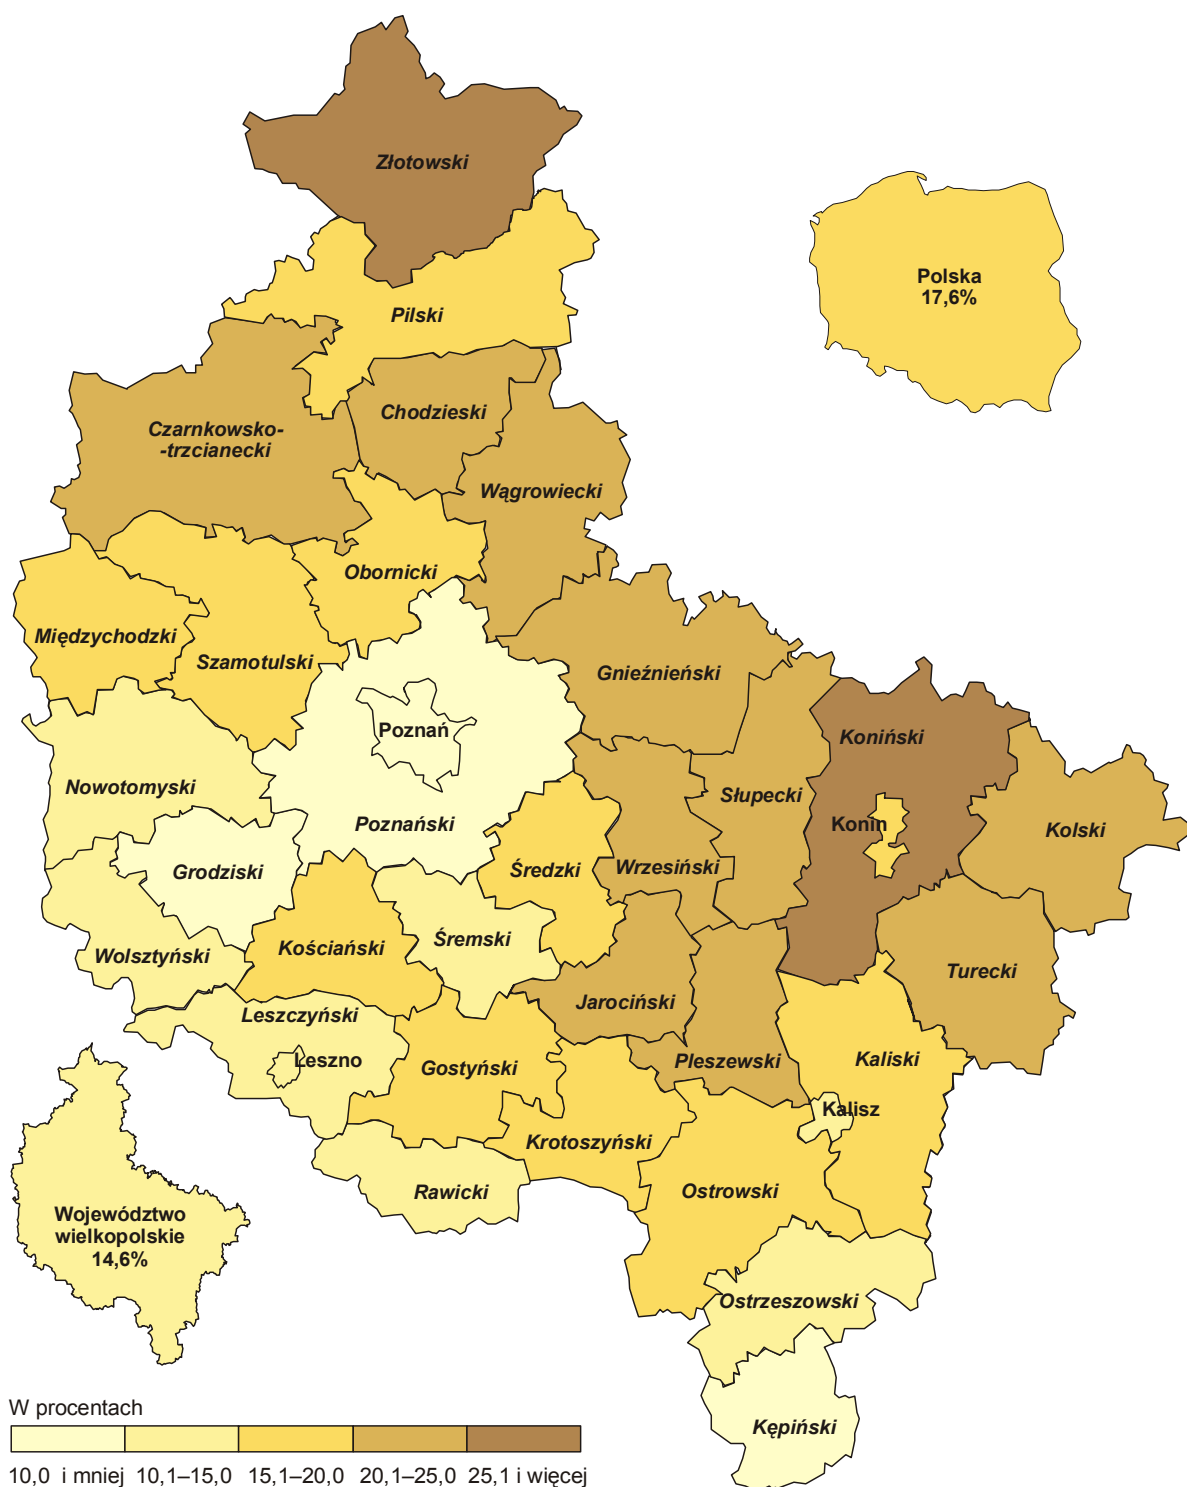 Złotowski
Polska
17,6%
Pilski
Chodzieski
Czarnkowsko-
-trzcianecki
Wągrowiecki
Obornicki
Międzychodzki
Szamotulski
Gnieźnieński
Poznań
Koniński
Nowotomyski
Słupecki
Poznański
Konin
Kolski
Grodziski
Średzki
Wrzesiński
Kościański
Śremski
Wolsztyński
Turecki
Jarociński
Leszczyński
Leszno
Gostyński
Pleszewski
Kaliski
Kalisz
Krotoszyński
Rawicki
Ostrowski
Województwo
wielkopolskie
14,6%
Ostrzeszowski
Kępiński
W procentach
10,0 i mniej 10,1–15,0 15,1–20,0 20,1–25,0 25,1 i więcej